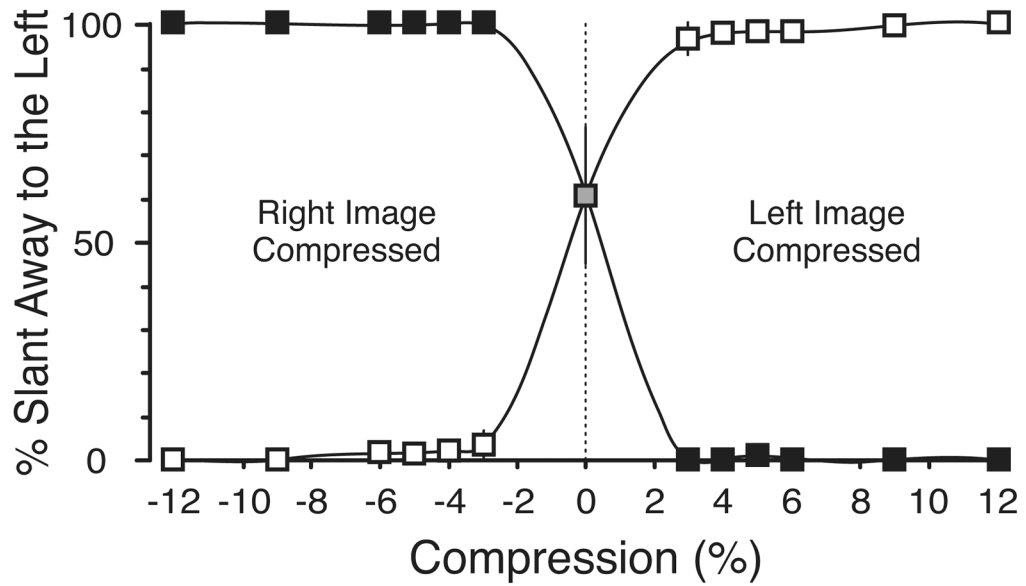 % Slant Away to the Left
100
50
0
Right Image
Compressed
Left Image
Compressed
-12 -10 -8 -6 -4 -2 0 2 4 6 8 10 12
Compression (%)